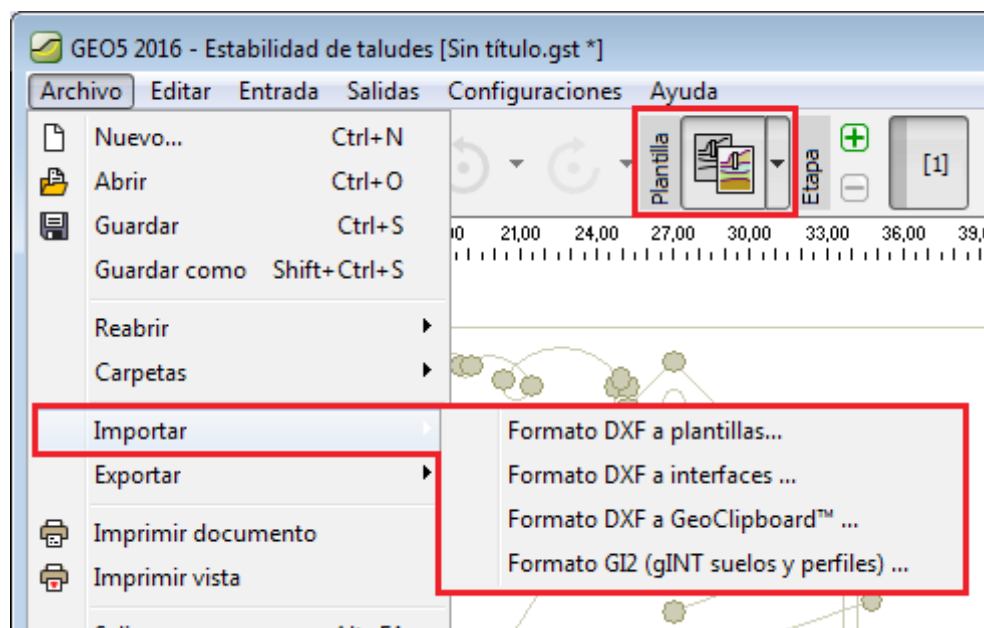 GEO5 2016 - Estabilidad de taludes [Sin título.gst *]
Archivo Editar Entrada Salidas Configuraciones Ayuda
Nuevo... Ctrl+N
Abrir Ctrl+O
Guardar Ctrl+S
Guardar como Shift+Ctrl+S
Reabrir
Carpetas
Importar
Exportar
Imprimir documento
Imprimir vista
Plantilla
Etapa
[1]
21,00 24,00 27,00 30,00 33,00 36,00 39,
Formato DXF a plantillas...
Formato DXF a interfaces ...
Formato DXF a GeoClipboard™ ...
Formato GI2 (gINT suelos y perfiles) ...